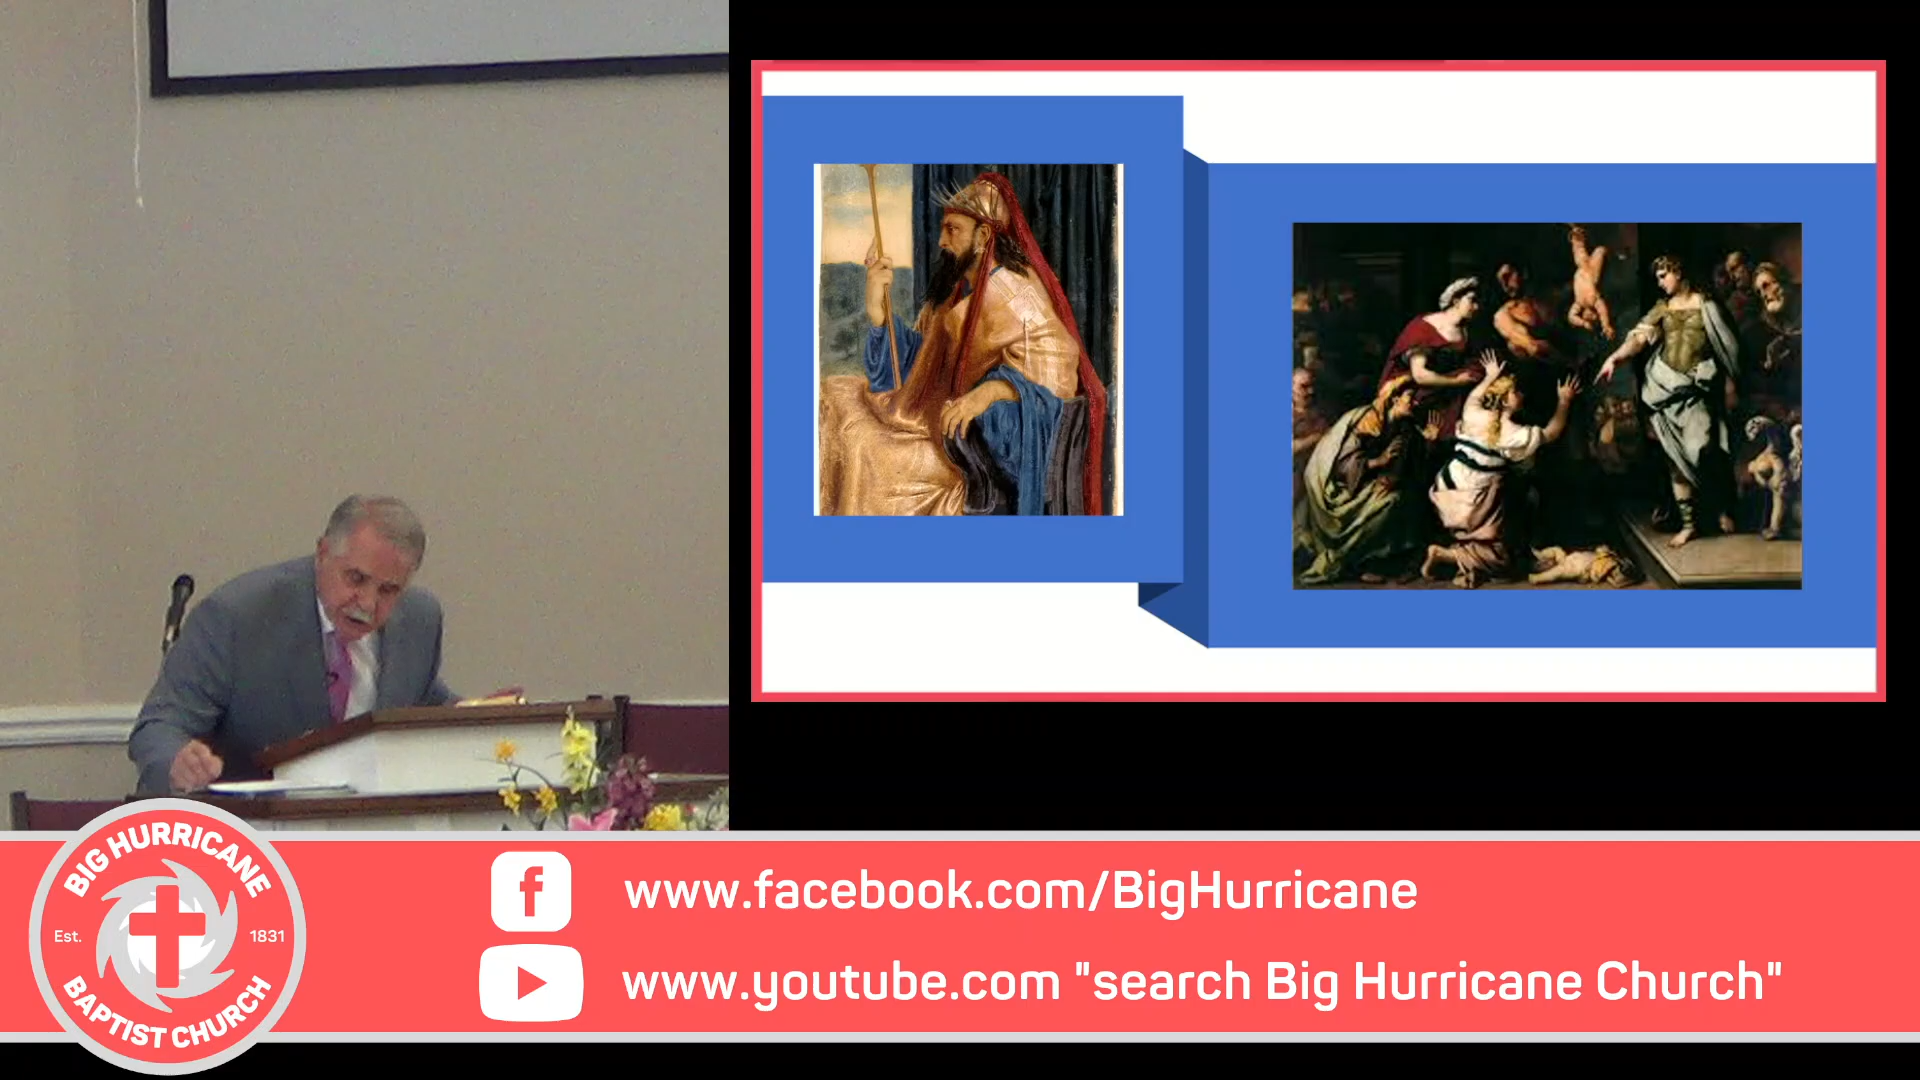 BIG HURRICANE
Est. 1831
BAPTIST CHURCH
www.facebook.com/BigHurricane
www.youtube.com "search Big Hurricane Church"